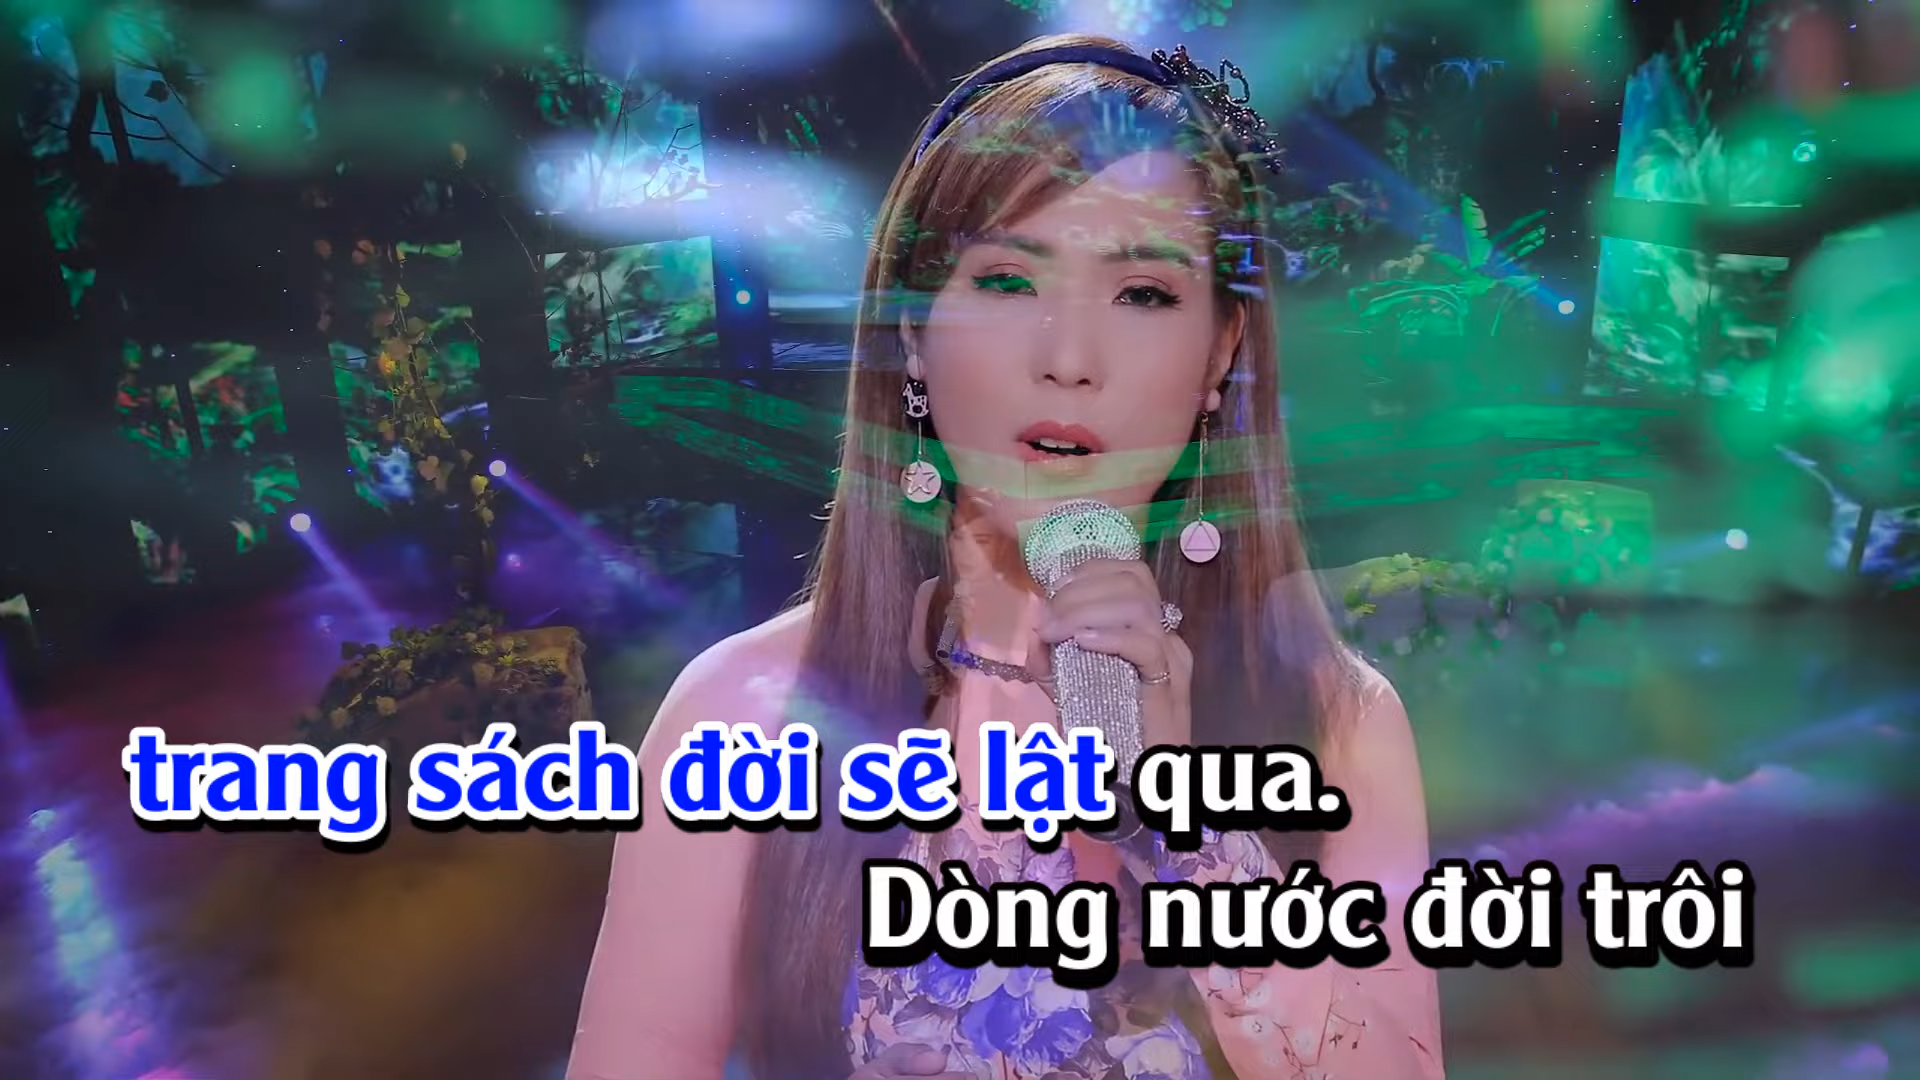 trang sách đời sẽ lật qua.
Dòng nước đời trôi